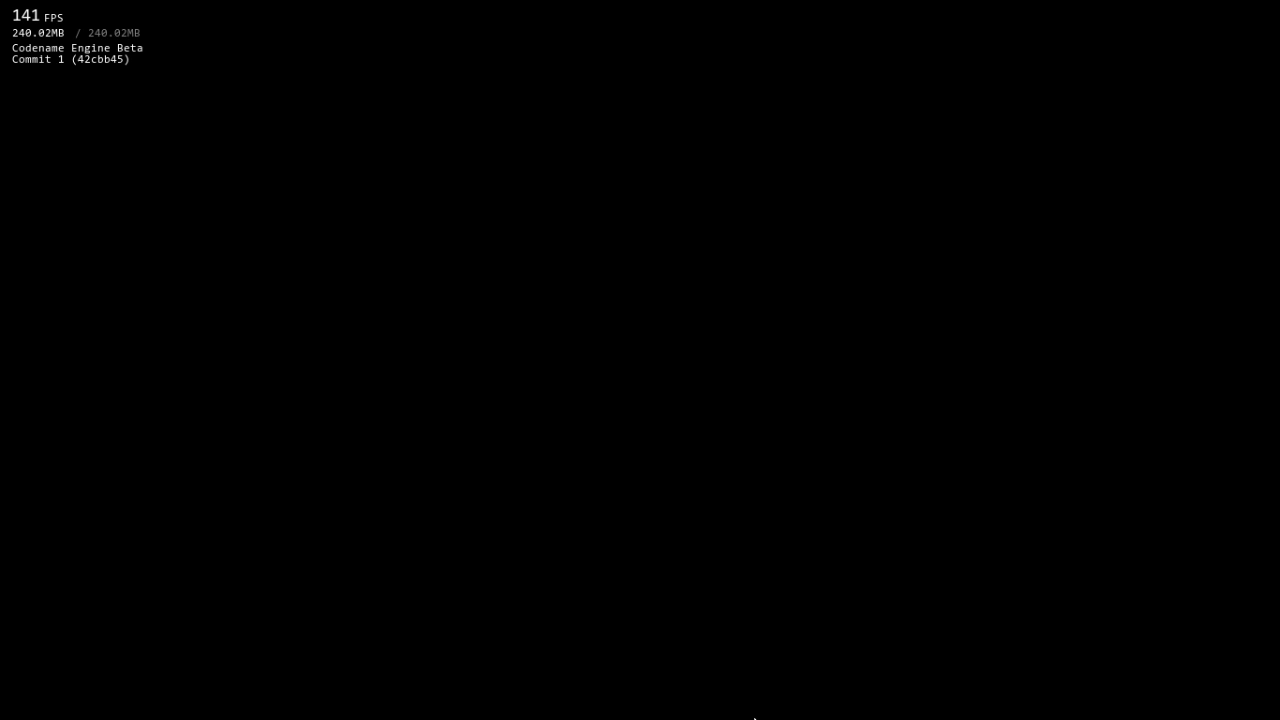 141 FPS
240.02MB / 240.02MB
Codename Engine Beta
Commit 1 (42cbb45)